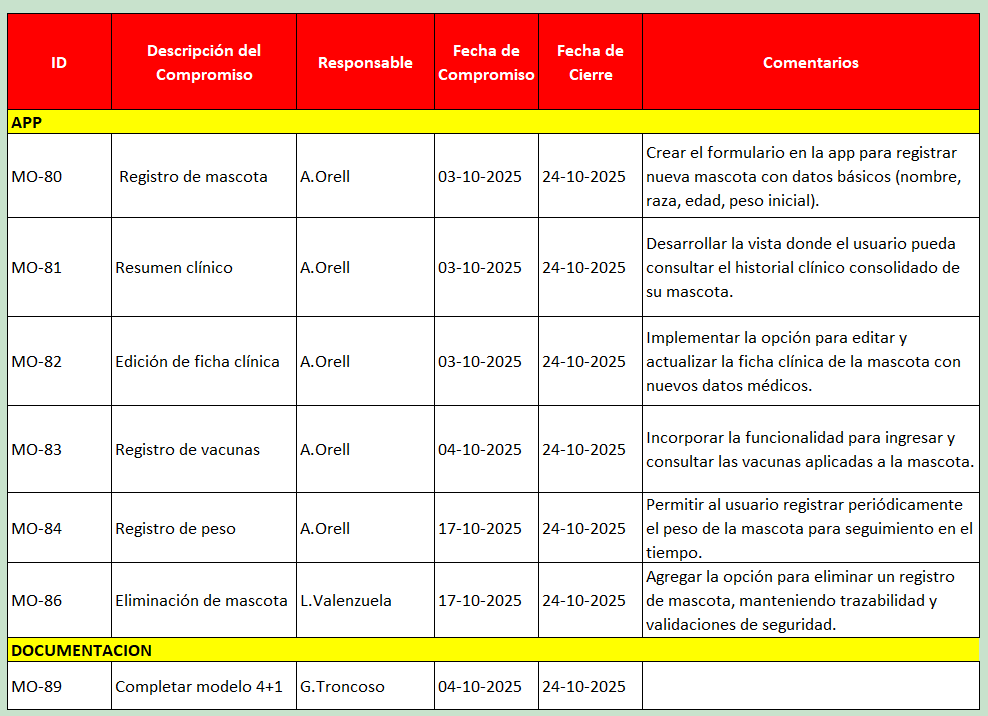 ID
Descripción del
Compromiso
Responsable
Fecha de
Compromiso
Fecha de
Cierre
Comentarios
APP
MO-80
Registro de mascota
A.Orell
03-10-2025
24-10-2025
Crear el formulario en la app para registrar
nueva mascota con datos básicos (nombre,
raza, edad, peso inicial).
MO-81
Resumen clínico
A.Orell
03-10-2025
24-10-2025
Desarrollar la vista donde el usuario pueda
consultar el historial clínico consolidado de
su mascota.
MO-82
Edición de ficha clínica
A.Orell
03-10-2025
24-10-2025
Implementar la opción para editar y
actualizar la ficha clínica de la mascota con
nuevos datos médicos.
MO-83
Registro de vacunas
A.Orell
04-10-2025
24-10-2025
Incorporar la funcionalidad para ingresar y
consultar las vacunas aplicadas a la mascota.
MO-84
Registro de peso
A.Orell
17-10-2025
24-10-2025
Permitir al usuario registrar periódicamente
el peso de la mascota para seguimiento en el
tiempo.
MO-86
Eliminación de mascota
L.Valenzuela
17-10-2025
24-10-2025
Agregar la opción para eliminar un registro
de mascota, manteniendo trazabilidad y
validaciones de seguridad.
DOCUMENTACION
MO-89
Completar modelo 4+1
G.Troncoso
04-10-2025
24-10-2025